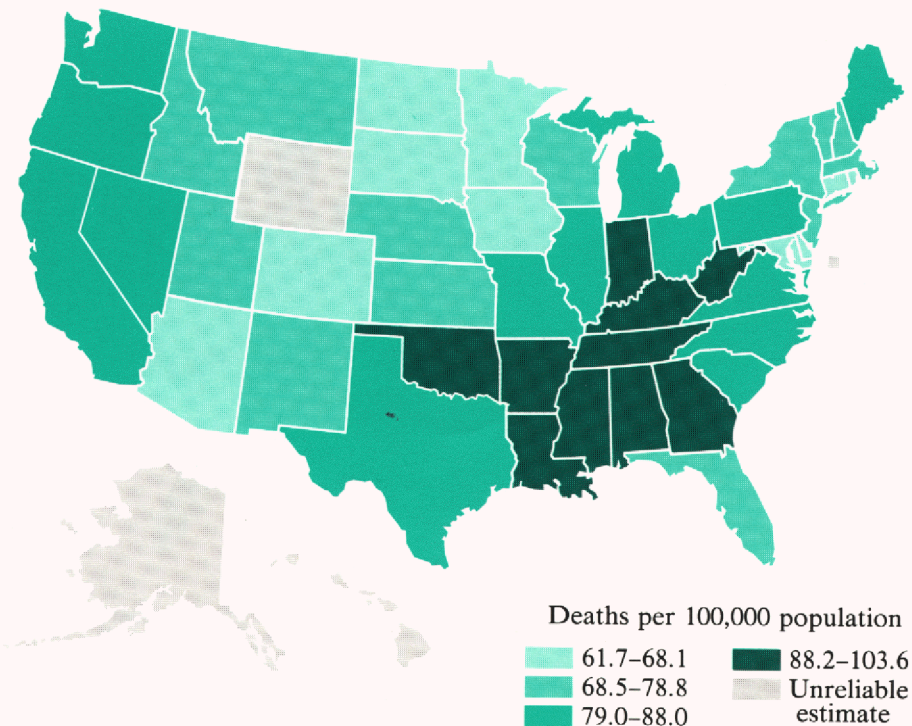 Deaths per 100,000 population
61.7–68.1
68.5–78.8
79.0–88.0
88.2–103.6
Unreliable
estimate